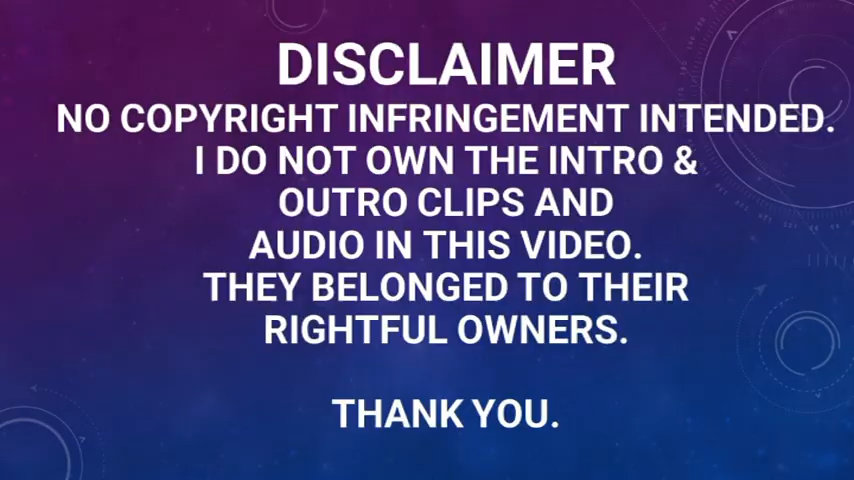 DISCLAIMER
NO COPYRIGHT INFRINGEMENT INTENDED.
I DO NOT OWN THE INTRO &
OUTRO CLIPS AND
AUDIO IN THIS VIDEO.
THEY BELONGED TO THEIR
RIGHTFUL OWNERS.
THANK YOU.